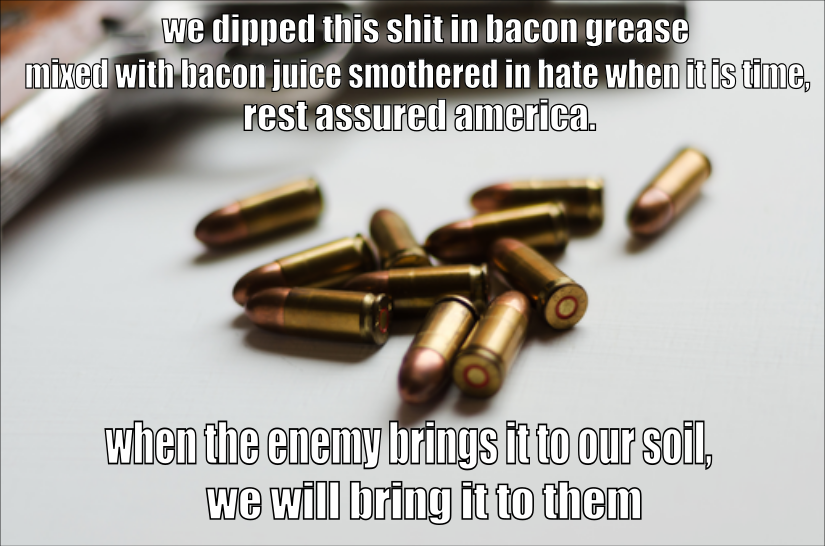 we dipped this shit in bacon grease
mixed with bacon juice smothered in hate when it is time,
rest assured america.
when the enemy brings it to our soil,
we will bring it to them